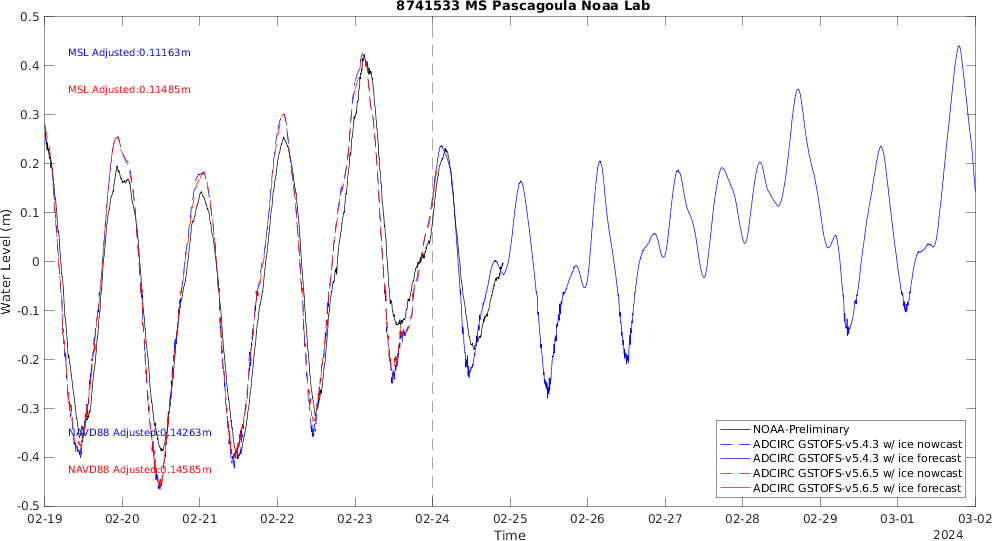 8741533 MS Pascagoula Noaa Lab
0.5
0.4
0.3
0.2
0.1
0
-0.1
-0.2
-0.3
-0.4
-0.5
Water Level (m)
MSL Adjusted:0.11163m
MSL Adjusted:0.11485m
NAVD88 Adjusted:0.14263m
NAVD88 Adjusted:0.14585m
NOAA-Preliminary
ADCIRC GSTOFS-v5.4.3 w/ ice nowcast
ADCIRC GSTOFS-v5.4.3 w/ ice forecast
ADCIRC GSTOFS-v5.6.5 w/ ice nowcast
ADCIRC GSTOFS-v5.6.5 w/ ice forecast
02-19 02-20 02-21 02-22 02-23 02-24 02-25 02-26 02-27 02-28 02-29 03-01 03-02
Time
2024